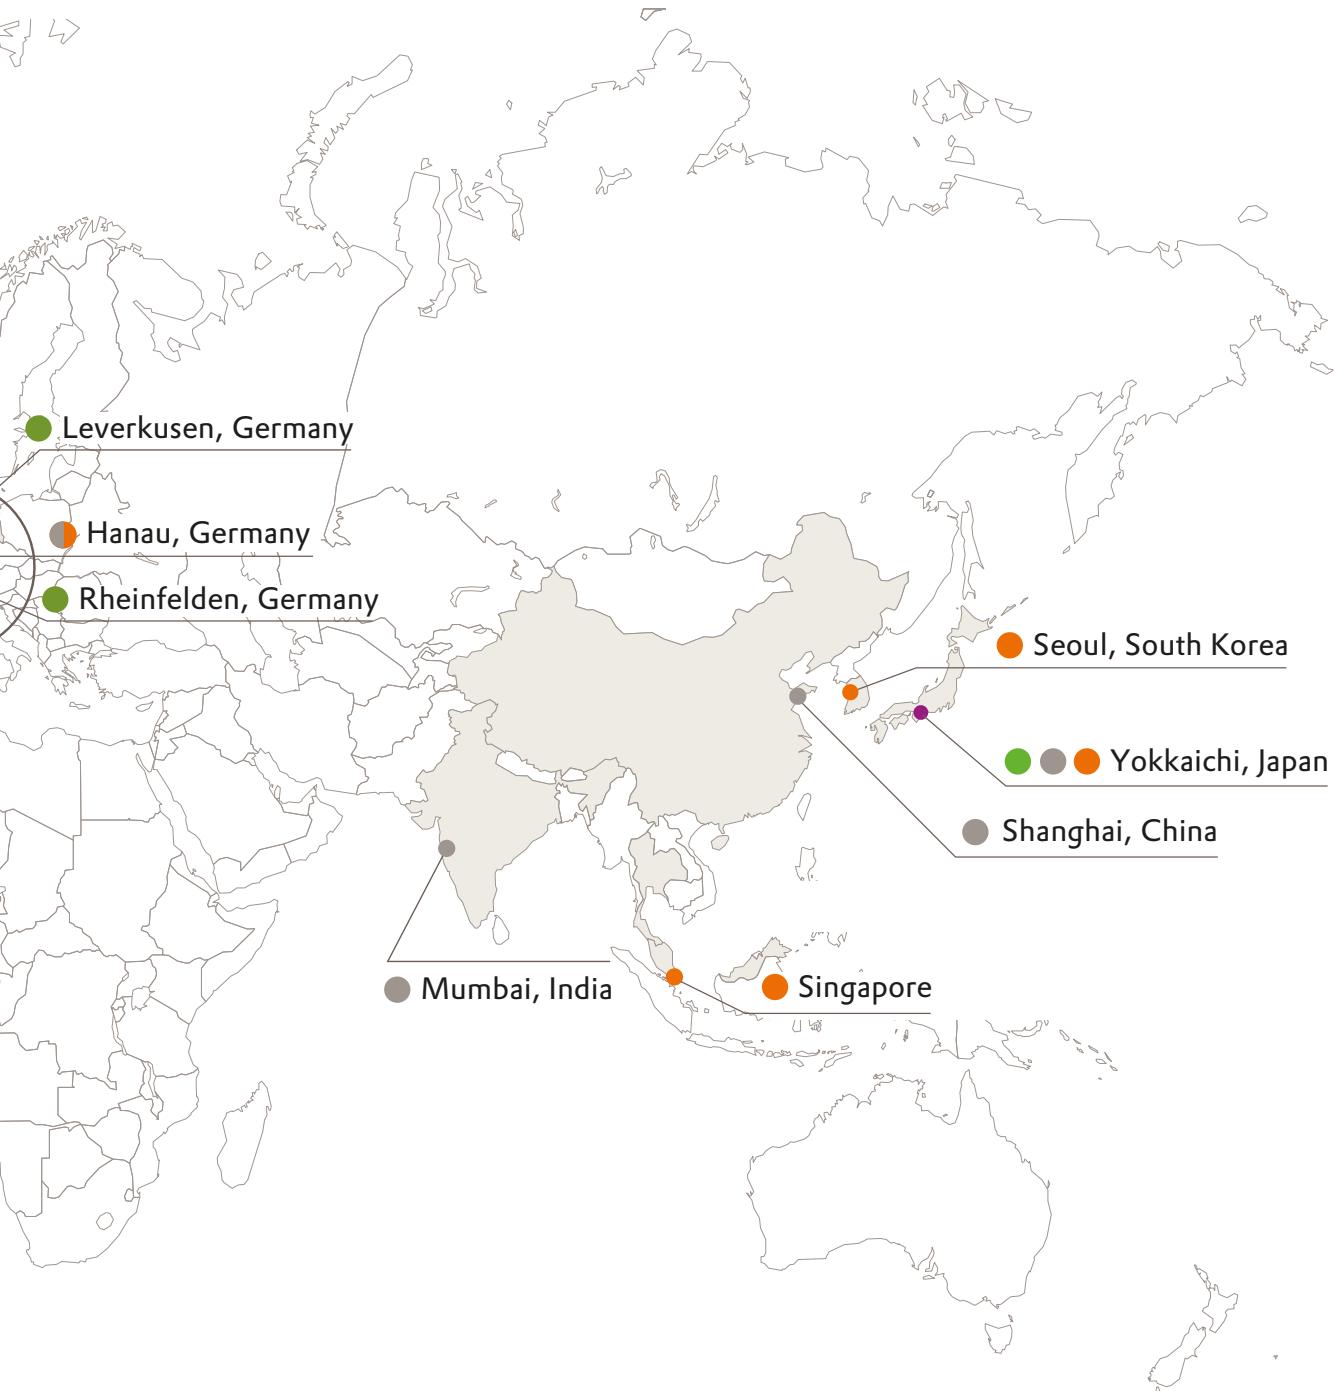 Leverkusen, Germany
Hanau, Germany
Rheinfelden, Germany
Seoul, South Korea
Yokkaichi, Japan
Shanghai, China
Mumbai, India
Singapore